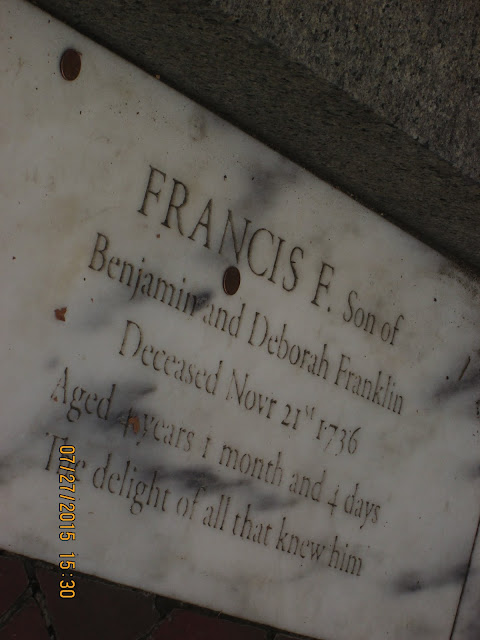 FRANCIS F. Son of
Benjamin and Deborah Franklin
Deceased Novr 21st 1736
Aged 4 years 1 month and 4 days
The delight of all that knew him
07/27/2015 15:30